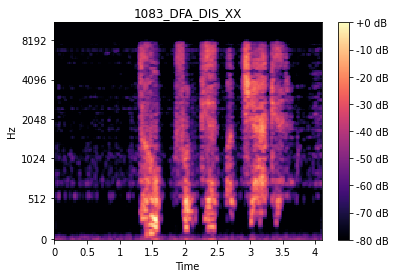 1083_DFA_DIS_XX
8192
4096
2048
1024
512
0
Hz
0 0.5 1 1.5 2 2.5 3 3.5 4
Time
+0 dB
-10 dB
-20 dB
-30 dB
-40 dB
-50 dB
-60 dB
-70 dB
-80 dB